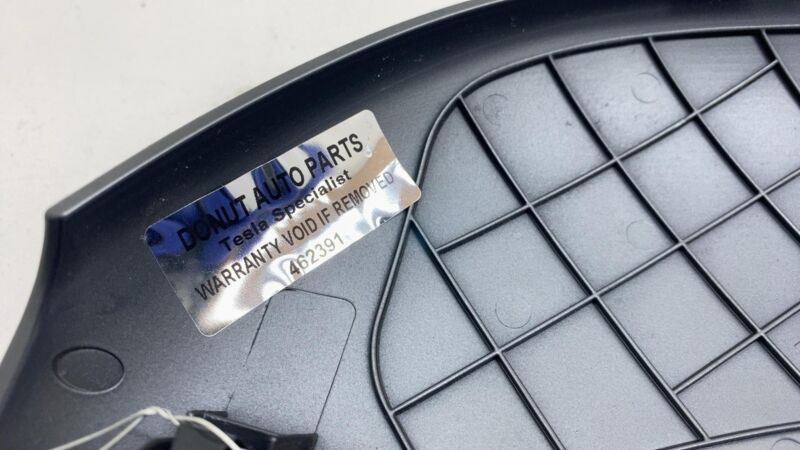 DONUT AUTO PARTS
Tesla Specialist
WARRANTY VOID IF REMOVED
462391